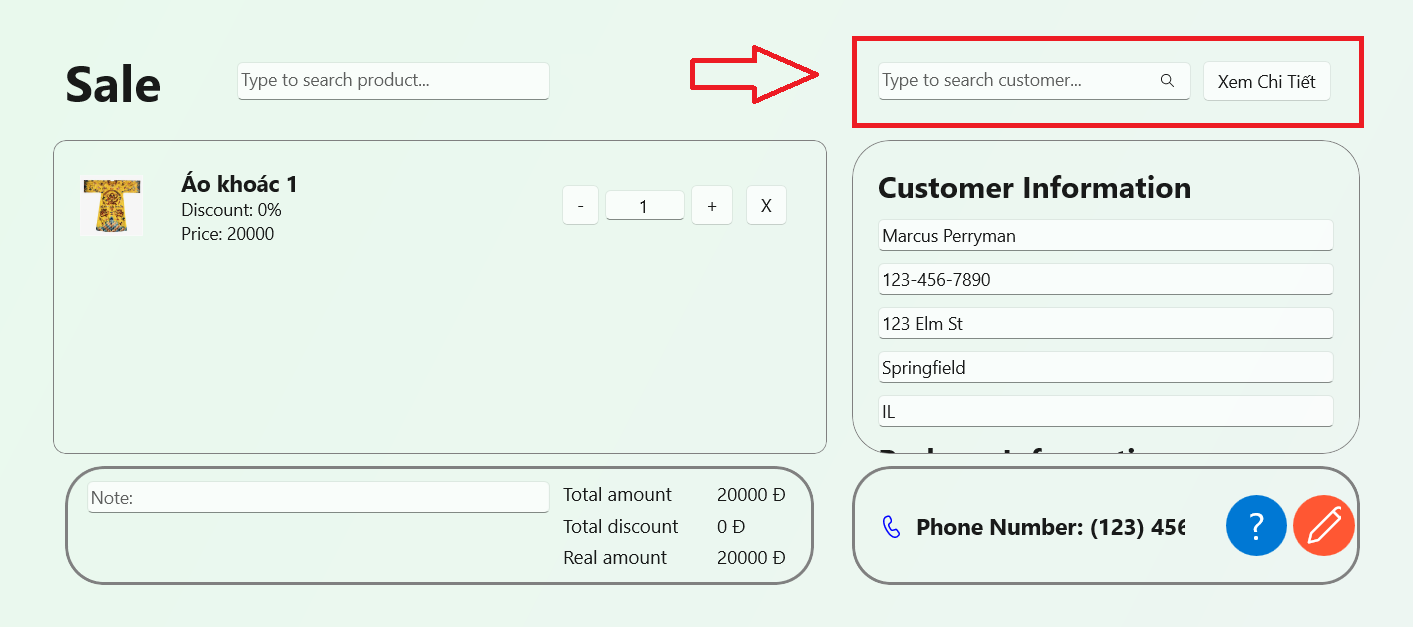 Sale
Type to search product...
Type to search customer...
Xem Chi Tiết
Áo khoác 1
Discount: 0%
Price: 20000
-
1
+
X
Customer Information
Marcus Perryman
123-456-7890
123 Elm St
Springfield
IL
Note:
Total amount 20000 Đ
Total discount 0 Đ
Real amount 20000 Đ
Phone Number: (123) 456
?